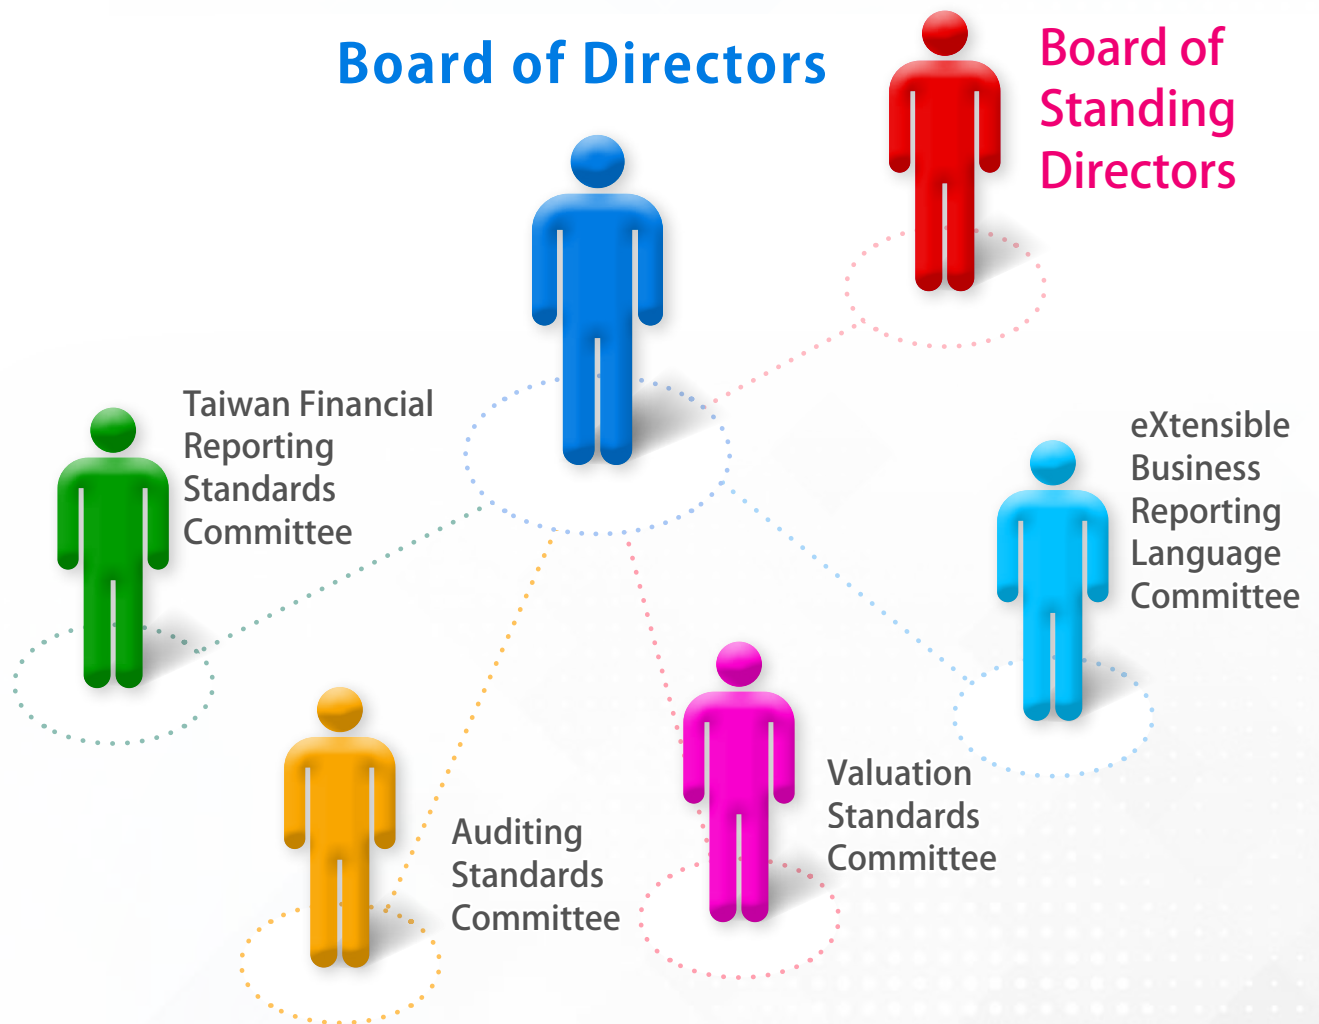 Board of Directors
Board of
Standing
Directors
Taiwan Financial
Reporting
Standards
Committee
eXtensible
Business
Reporting
Language
Committee
Auditing
Standards
Committee
Valuation
Standards
Committee